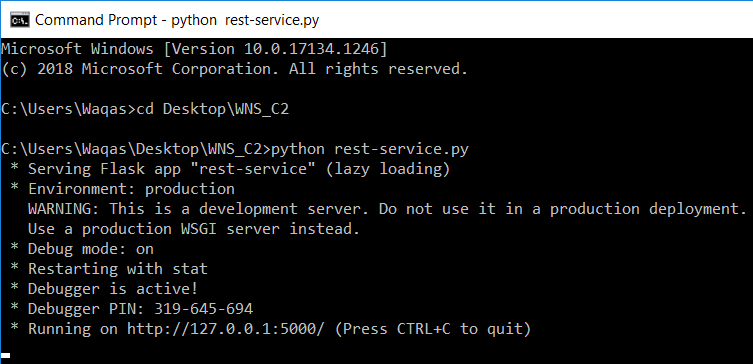 Command Prompt - python  rest-service.py
Microsoft Windows [Version 10.0.17134.1246]
(c) 2018 Microsoft Corporation. All rights reserved.
C:\Users\Waqas>cd Desktop\WNS_C2
C:\Users\Waqas\Desktop\WNS_C2>python rest-service.py
 * Serving Flask app "rest-service" (lazy loading)
 * Environment: production
   WARNING: This is a development server. Do not use it in a production deployment.
   Use a production WSGI server instead.
 * Debug mode: on
 * Restarting with stat
 * Debugger is active!
 * Debugger PIN: 319-645-694
 * Running on http://127.0.0.1:5000/ (Press CTRL+C to quit)